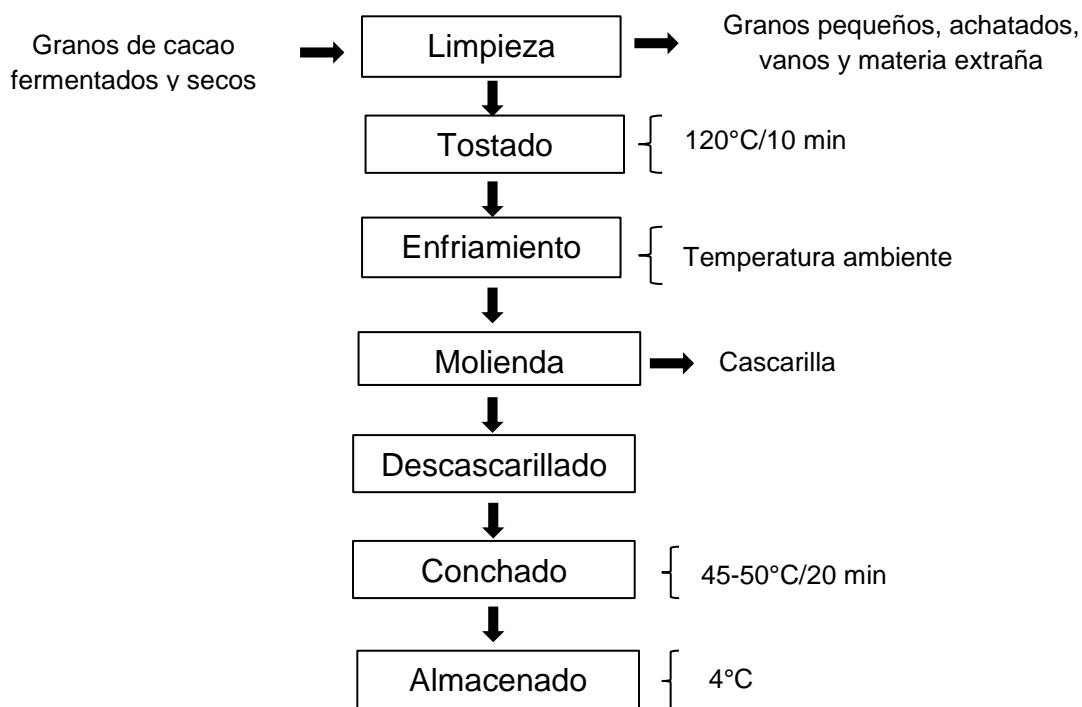 Granos de cacao
fermentados y secos
Limpieza
Granos pequeños, achatados,
vanos y materia extraña
Tostado
120°C/10 min
Enfriamiento
Temperatura ambiente
Molienda
Cascarilla
Descascarillado
Conchado
45-50°C/20 min
Almacenado
4°C